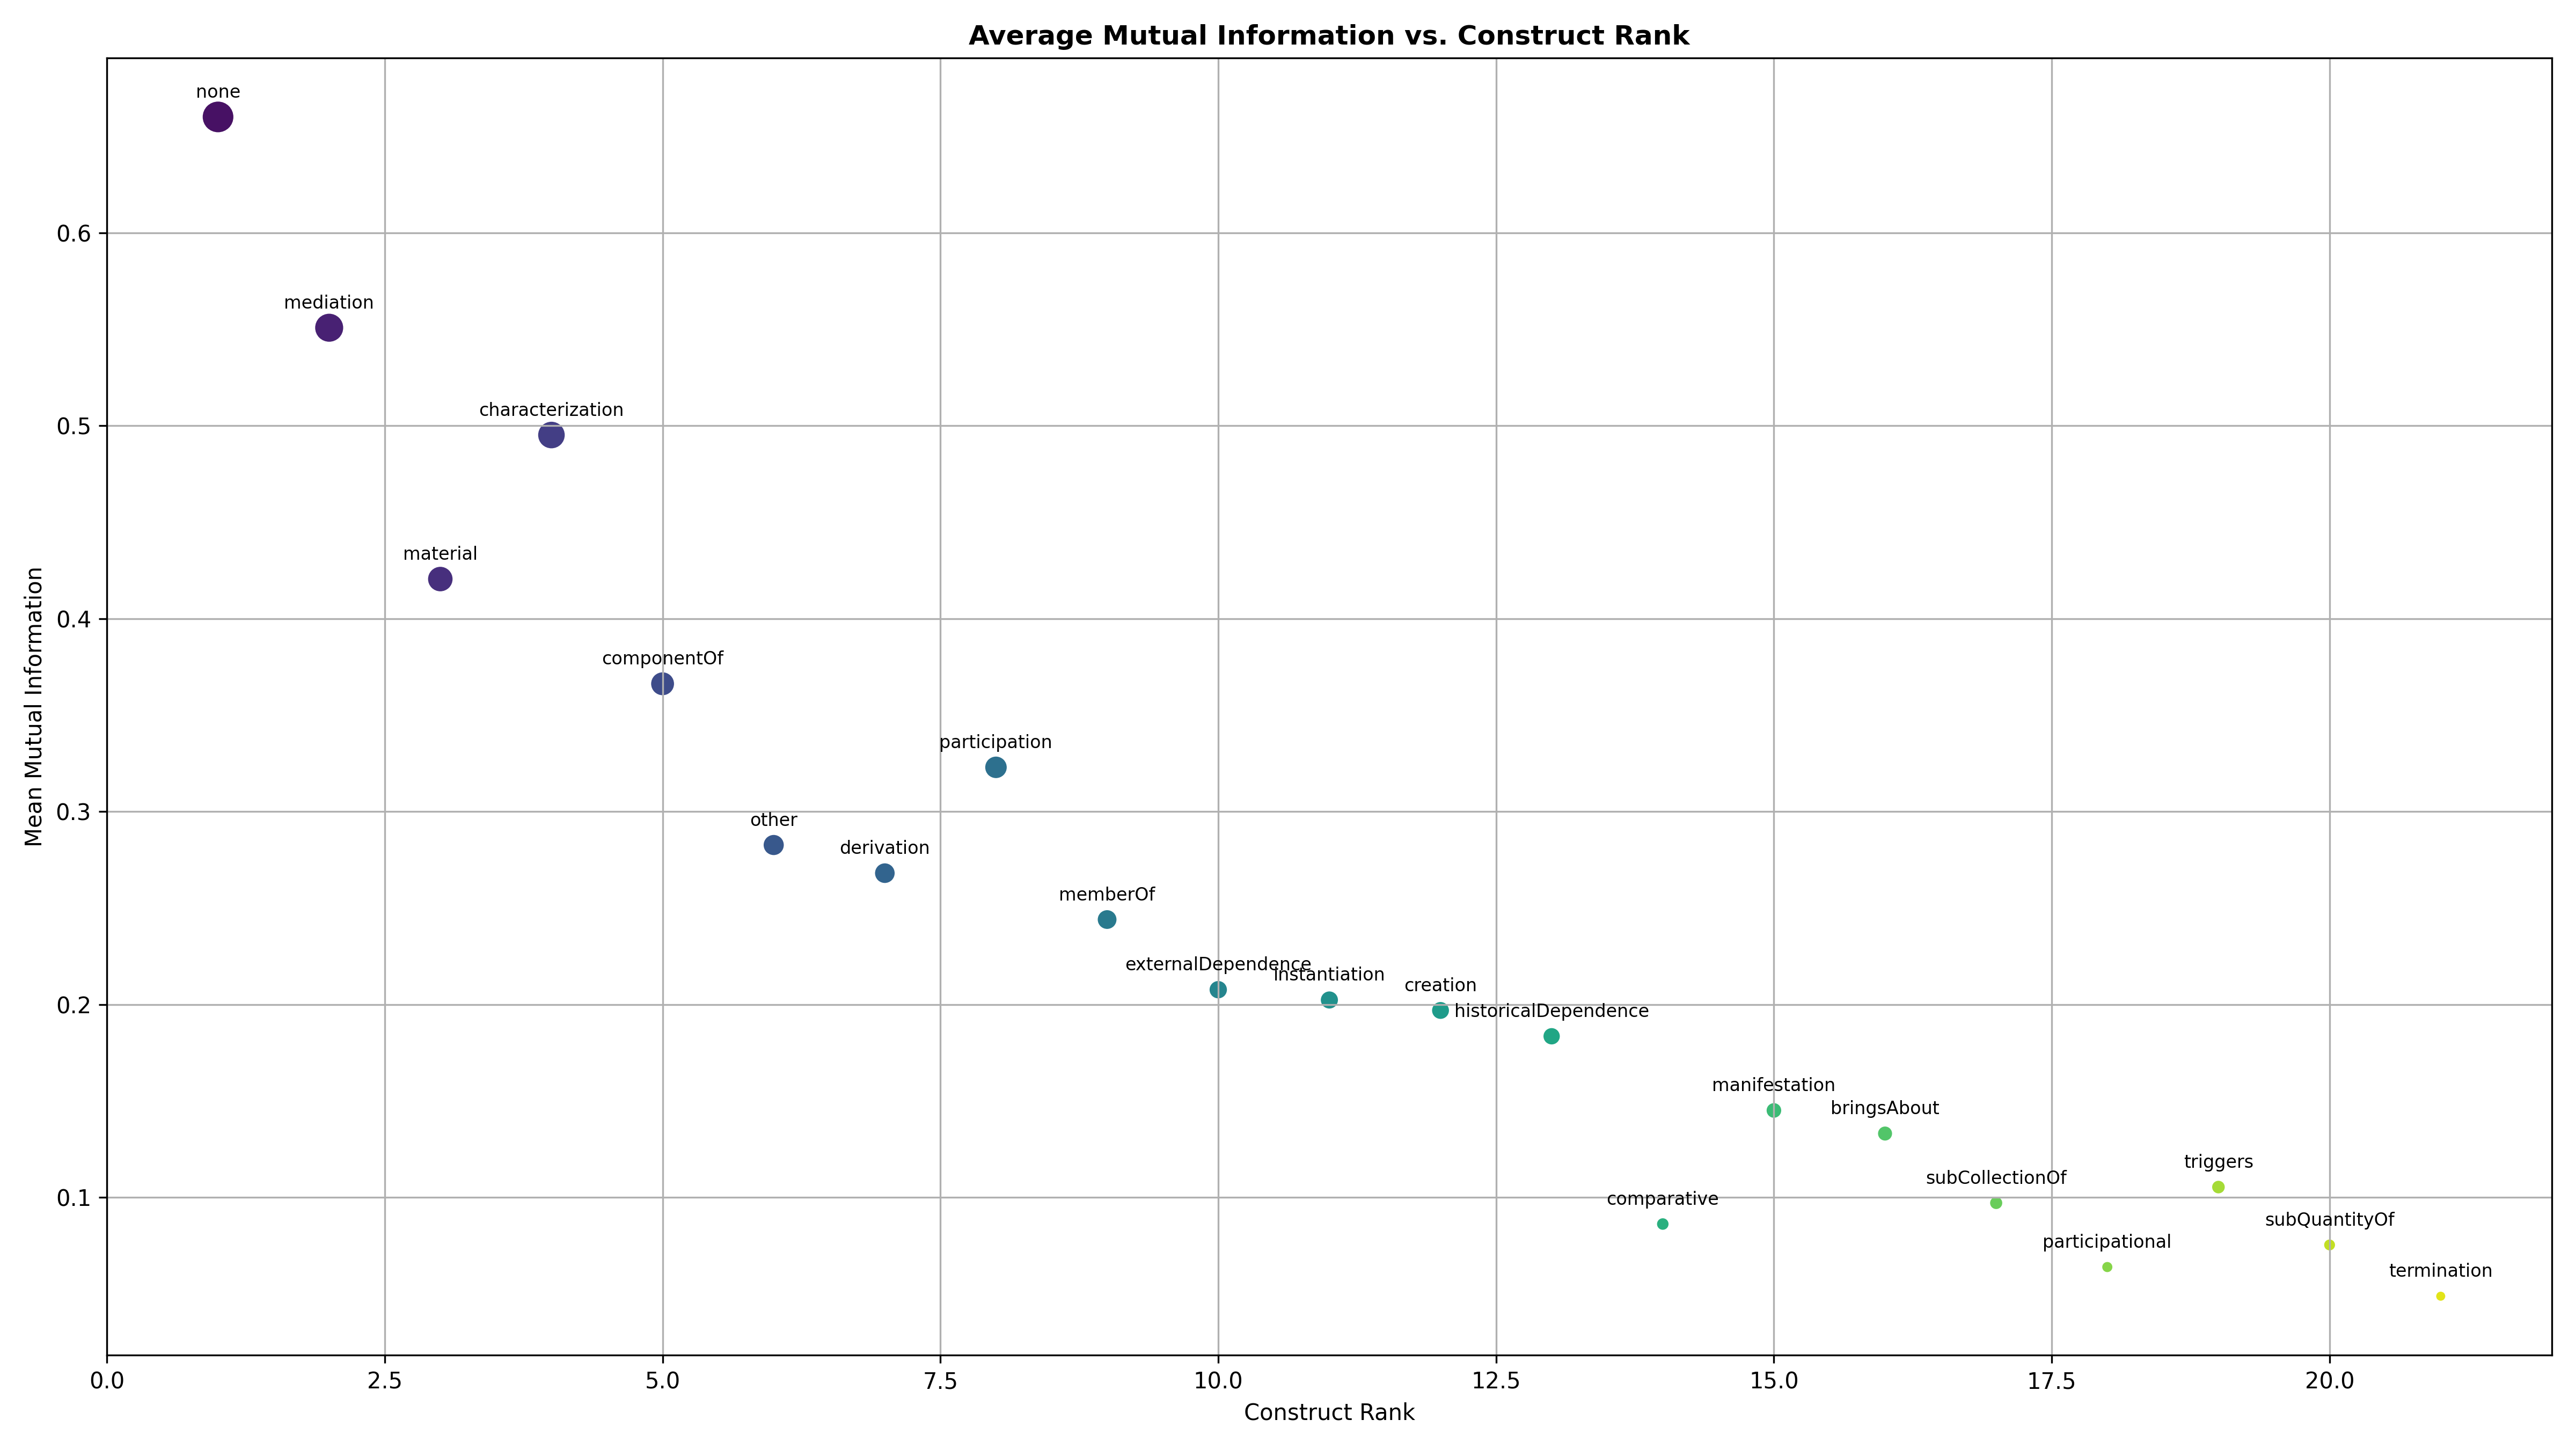 Average Mutual Information vs. Construct Rank
none
0.6
mediation
0.5
characterization
material
0.4
componentOf
participation
0.3
other
derivation
memberOf
externalDependence
instantiation
creation
0.2
historicalDependence
manifestation
bringsAbout
triggers
subCollectionOf
0.1
comparative
subQuantityOf
participational
termination
Mean Mutual Information
0.0 2.5 5.0 7.5 10.0 12.5 15.0 17.5 20.0
Construct Rank